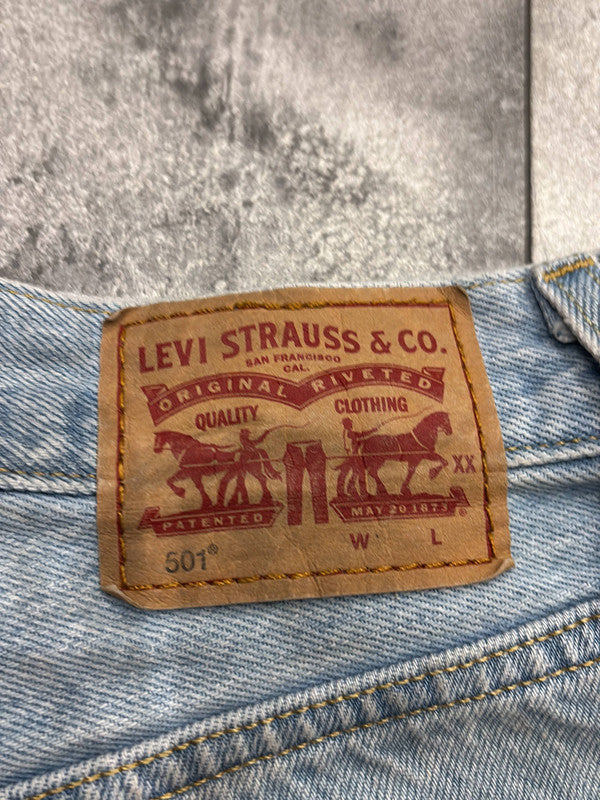 LEVI STRAUSS & CO.
SAN FRANCISCO
CAL.
ORIGINAL RIVETED
QUALITY CLOTHING
XX
PATENTED MAY 20 1873 ®
W L
501®